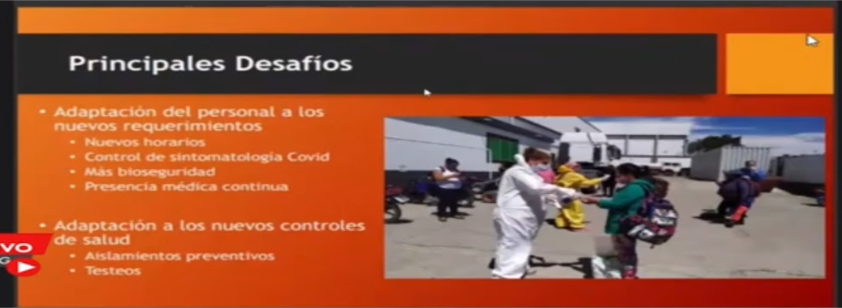 Principales Desafíos
• Adaptación del personal a los
nuevos requerimientos
• Nuevos horarios
• Control de sintomatología Covid
• Más bioseguridad
• Presencia médica continua
• Adaptación a los nuevos controles
de salud
• Aislamientos preventivos
• Testeos
VO
G